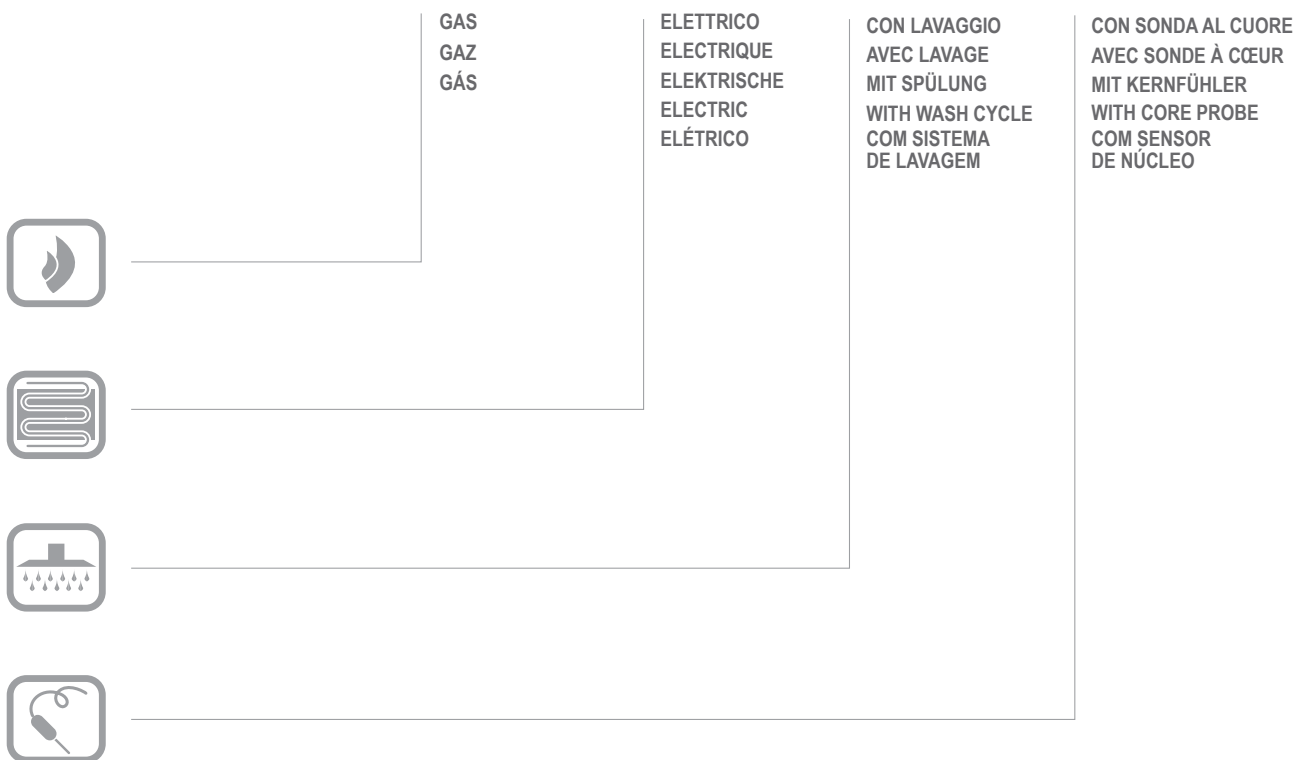 GAS
GAZ
GÁS
ELETTRICO
ELECTRIQUE
ELEKTRISCHE
ELECTRIC
ELÉTRICO
CON LAVAGGIO
AVEC LAVAGE
MIT SPÜLUNG
WITH WASH CYCLE
COM SISTEMA
DE LAVAGEM
CON SONDA AL CUORE
AVEC SONDE À CŒUR
MIT KERNFÜHLER
WITH CORE PROBE
COM SENSOR
DE NÚCLEO